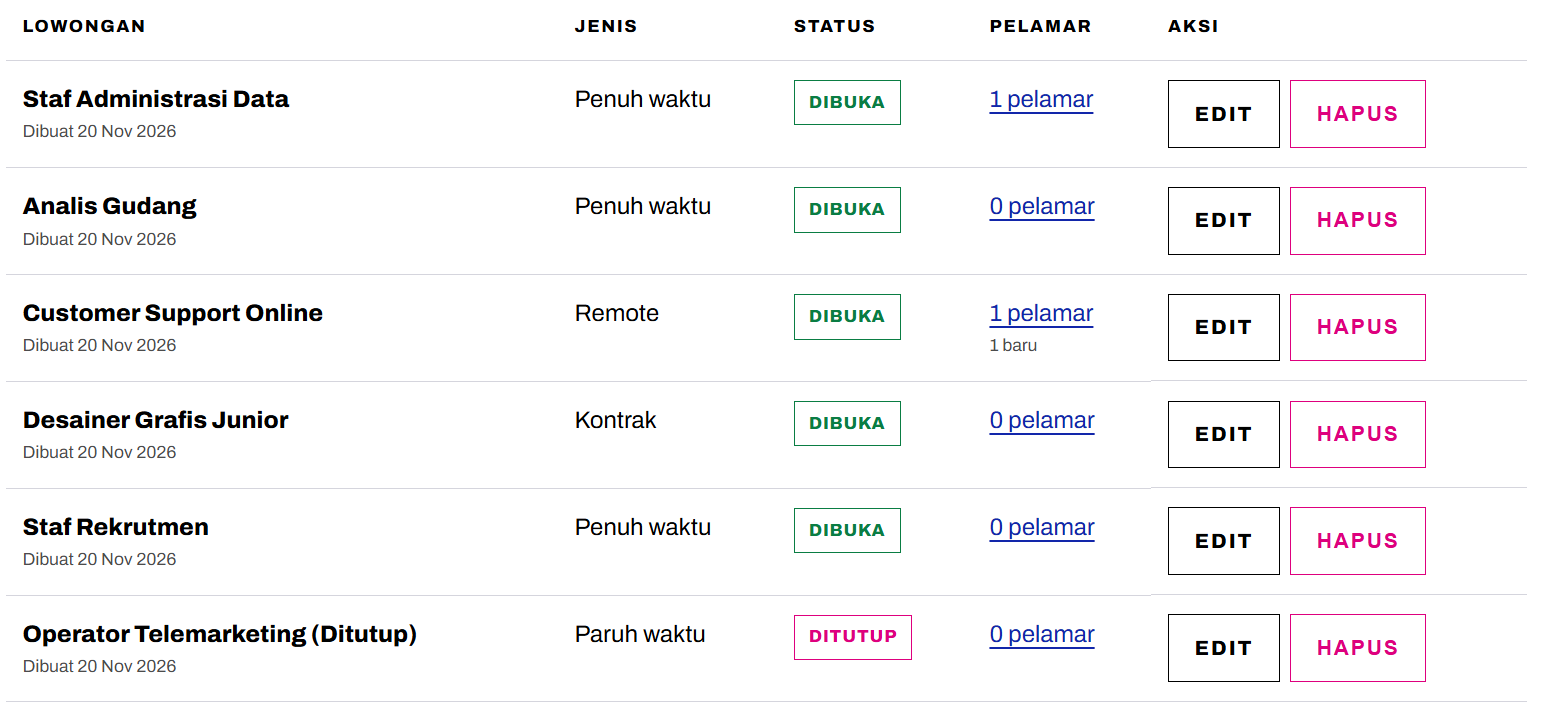 LOWONGAN JENIS STATUS PELAMAR AKSI
Staf Administrasi Data Penuh waktu DIBUKA 1 pelamar EDIT HAPUS
Dibuat 20 Nov 2026
Analis Gudang Penuh waktu DIBUKA 0 pelamar EDIT HAPUS
Dibuat 20 Nov 2026
Customer Support Online Remote DIBUKA 1 pelamar EDIT HAPUS
Dibuat 20 Nov 2026 1 baru
Desainer Grafis Junior Kontrak DIBUKA 0 pelamar EDIT HAPUS
Dibuat 20 Nov 2026
Staf Rekrutmen Penuh waktu DIBUKA 0 pelamar EDIT HAPUS
Dibuat 20 Nov 2026
Operator Telemarketing (Ditutup) Paruh waktu DITUTUP 0 pelamar EDIT HAPUS
Dibuat 20 Nov 2026